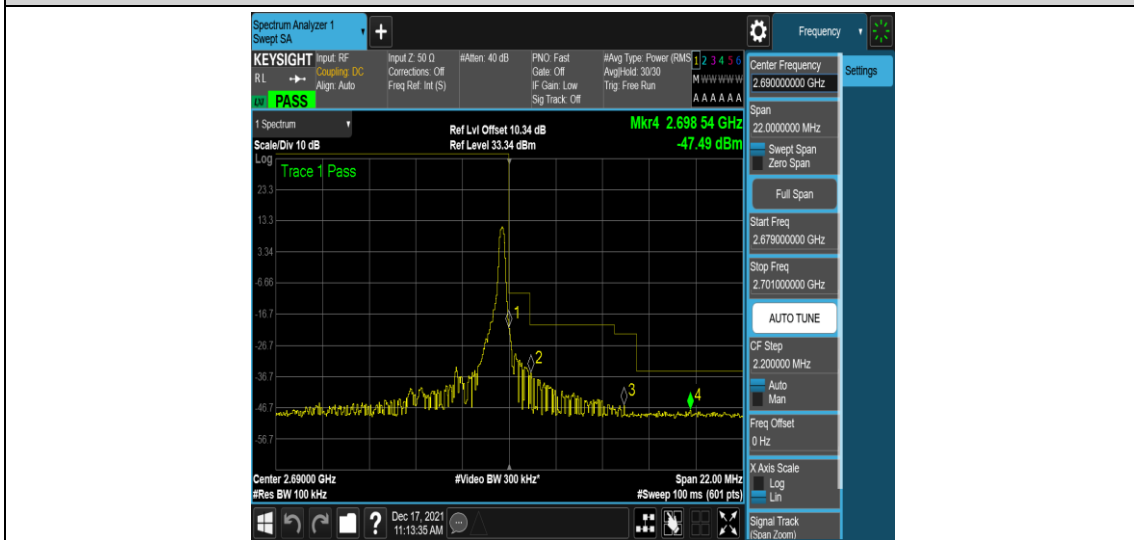 Spectrum Analyzer 1
Swept SA
+
Frequency
KEYSIGHT
RL
LXI
PASS
Input: RF
Coupling: DC
Align: Auto
Input Z: 50 Ω
Corrections: Off
Freq Ref: Int (S)
#Atten: 40 dB
PNO: Fast
Gate: Off
IF Gain: Low
Sig Track: Off
#Avg Type: Power (RMS
Avg|Hold: 30/30
Trig: Free Run
1 2 3 4 5 6
M W W W W W
A A A A A A
1 Spectrum
Scale/Div 10 dB
Ref Lvl Offset 10.34 dB
Ref Level 33.34 dBm
Mkr4 2.698 54 GHz
-47.49 dBm
Log
Trace 1 Pass
23.3
13.3
3.34
-6.66
-16.7
-26.7
-36.7
-46.7
-56.7
1
2
3
4
Center 2.69000 GHz
#Res BW 100 kHz
#Video BW 300 kHz*
Span 22.00 MHz
#Sweep 100 ms (601 pts)
?
Dec 17, 2021
11:13:35 AM
Center Frequency
2.690000000 GHz
Settings
Span
22.0000000 MHz
Swept Span
Zero Span
Full Span
Start Freq
2.679000000 GHz
Stop Freq
2.701000000 GHz
AUTO TUNE
CF Step
2.200000 MHz
Auto
Man
Freq Offset
0 Hz
X Axis Scale
Log
Lin
Signal Track
(Span Zoom)